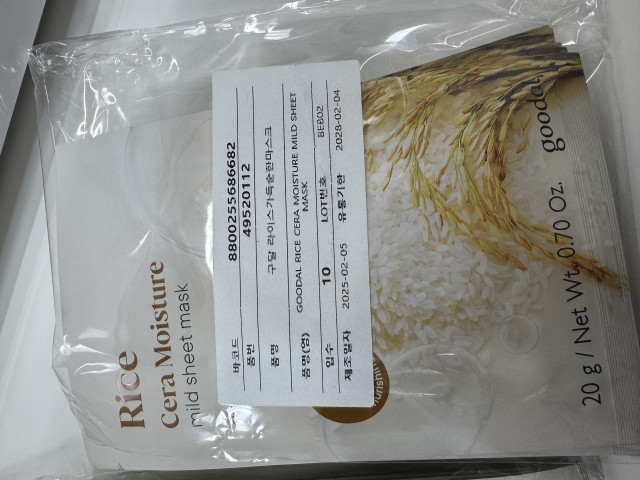 바코드 8800255686682
품번 49520112
품명 구달 라이스가득순한마스크
품명(영) GOODAL RICE CERA MOISTURE MILD SHEET MASK
입수 10 LOT번호 BEB02
제조일자 2025-02-05 유통기한 2028-02-04
Rice
Cera Moisture
mild sheet mask
20 g / Net Wt. 0.70 Oz.
goodal